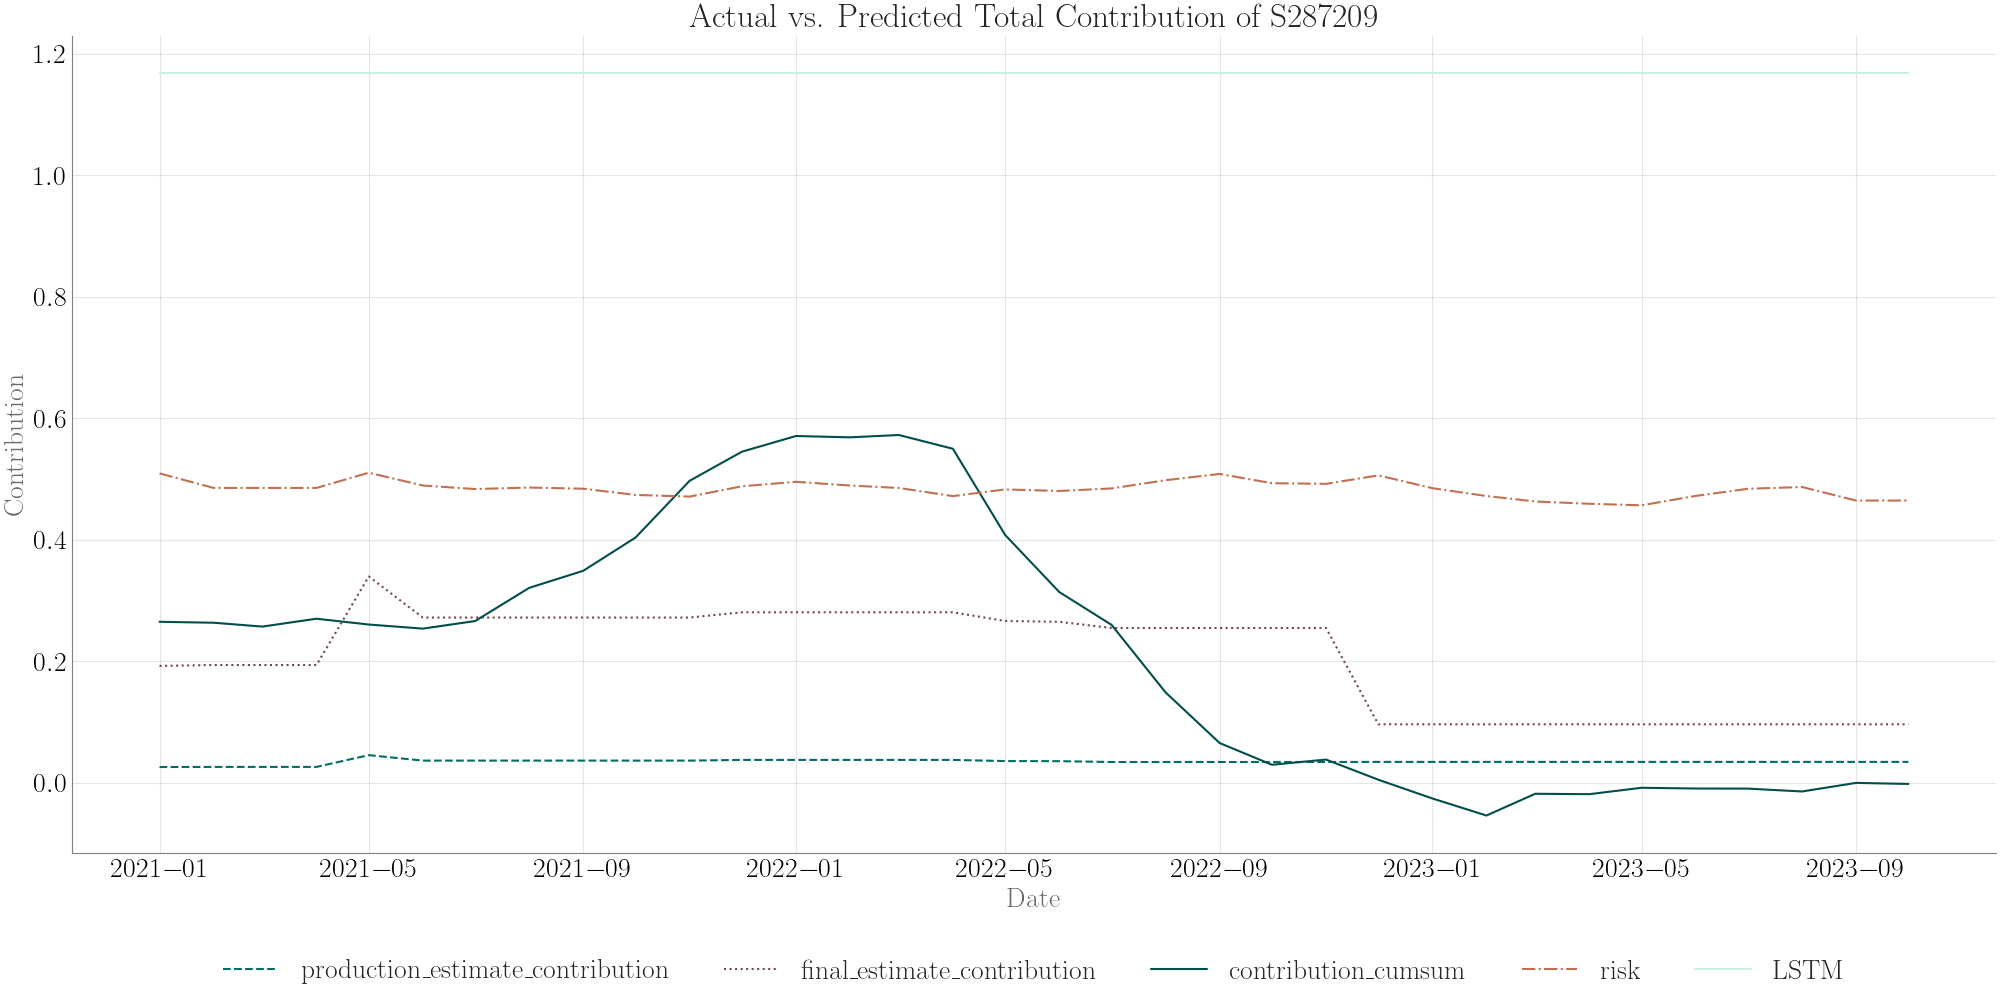 Actual vs. Predicted Total Contribution of S287209
1.2
1.0
0.8
0.6
0.4
0.2
0.0
Contribution
2021–01 2021–05 2021–09 2022–01 2022–05 2022–09 2023–01 2023–05 2023–09
Date
production_estimate_contribution final_estimate_contribution contribution_cumsum risk LSTM